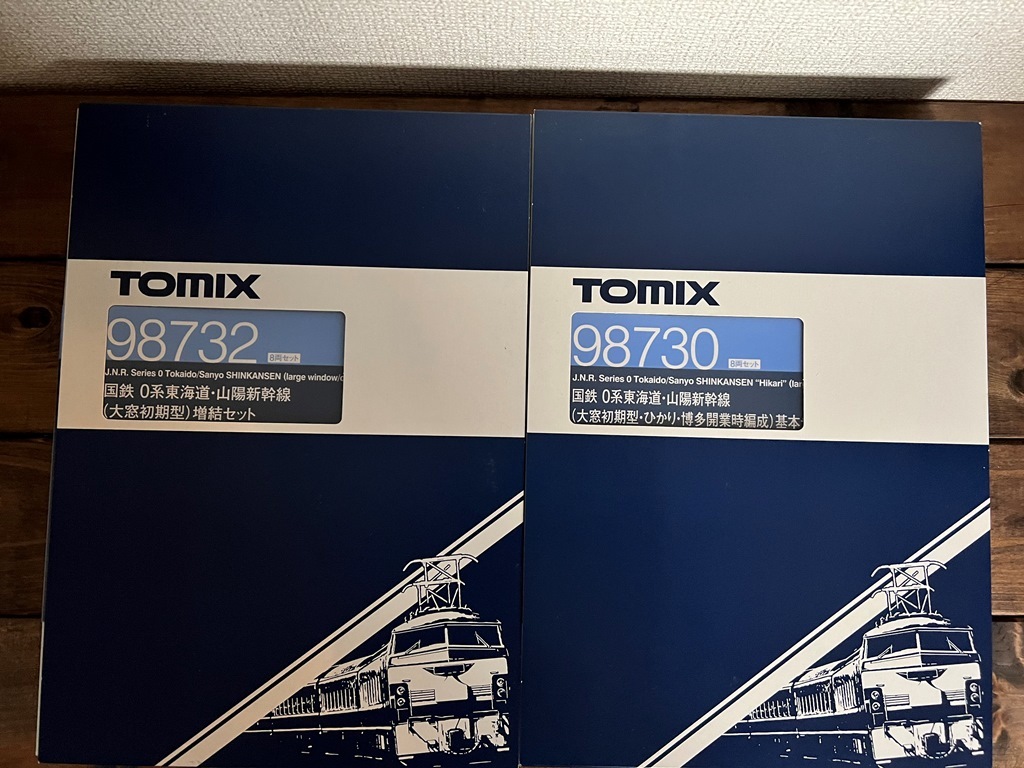 TOMIX
98732 8両セット
J.N.R. Series 0 Tokaido/Sanyo SHINKANSEN (large window/
国鉄 0系東海道・山陽新幹線
(大窓初期型)増結セット
TOMIX
98730 8両セット
J.N.R. Series 0 Tokaido/Sanyo SHINKANSEN "Hikari" (lar
国鉄 0系東海道・山陽新幹線
(大窓初期型・ひかり・博多開業時編成)基本